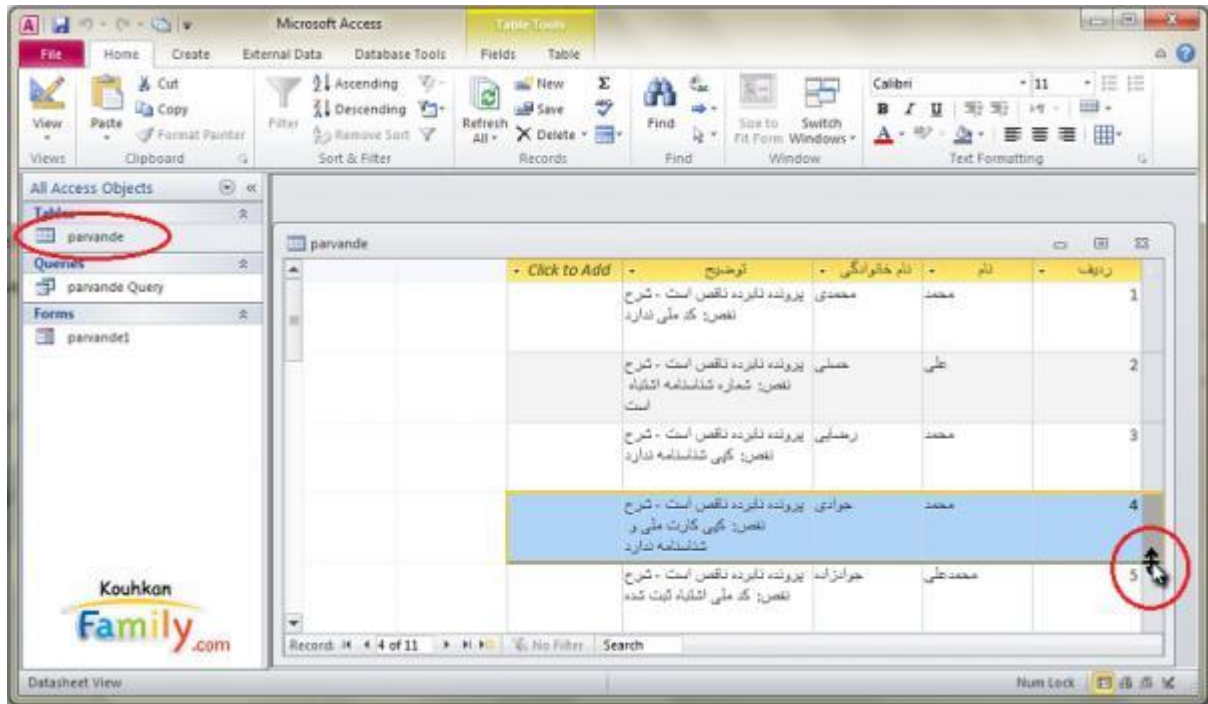 Microsoft Access
Table Tools
File Home Create External Data Database Tools Fields Table
View
Views
Paste
Cut
Copy
Format Painter
Clipboard
Filter
Ascending
Descending
Remove Sort
Sort & Filter
Refresh All
New
Save
Delete
Records
Find
Find
Size to Fit Form
Switch Windows
Window
Calibri 11
B I U
Text Formatting
All Access Objects
Tables
parvande
Queries
parvande Query
Forms
parvande1
Kouhkan
Family.com
parvande
ردیف نام نام خانوادگی توضیح Click to Add
1 محمد محمدی پرونده نابرده ناقص است - شرح
نقص: کد ملی ندارد
2 علی حسنی پرونده نابرده ناقص است - شرح
نقص: شماره شناسنامه اشتباه
است
3 محمد رضایی پرونده نابرده ناقص است - شرح
نقص: کپی شناسنامه ندارد
4 محمد جوادی پرونده نابرده ناقص است - شرح
نقص: کپی کارت ملی و
شناسنامه ندارد
5 محمدعلی جوادزاده پرونده نابرده ناقص است - شرح
نقص: کد ملی اشتباه ثبت شده
Record: 4 of 11 No Filter Search
Datasheet View
Num Lock